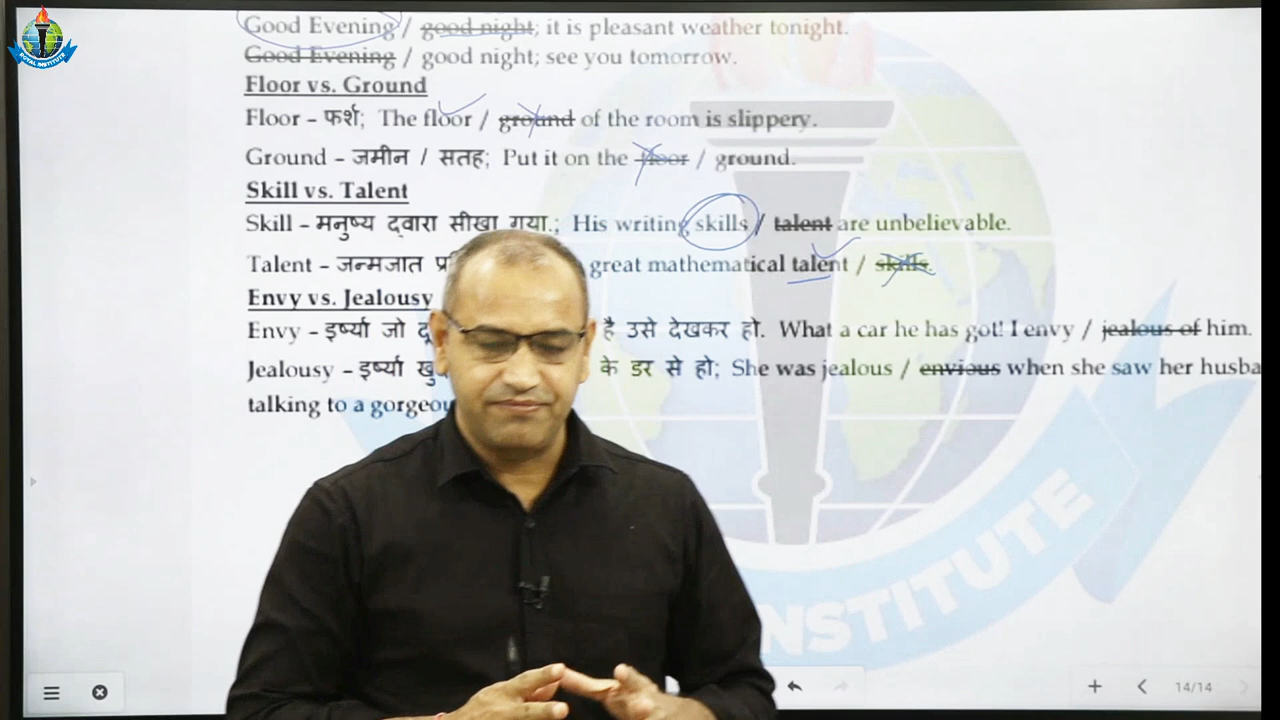 ROYAL INSTITUTE
Good Evening / good night; it is pleasant weather tonight.
Good Evening / good night; see you tomorrow.
Floor vs. Ground
Floor – फर्श; The floor / ground of the room is slippery.
Ground – जमीन / सतह; Put it on the floor / ground.
Skill vs. Talent
Skill – मनुष्य द्वारा सीखा गया.; His writing skills / talent are unbelievable.
Talent – जन्मजात great mathematical talent / skills.
Envy vs. Jealousy
Envy – इर्ष्या जो है उसे देखकर हो. What a car he has got! I envy / jealous of him.
Jealousy – इर्ष्या के डर से हो; She was jealous / envious when she saw her husba
talking to a
INSTITUTE
14/14